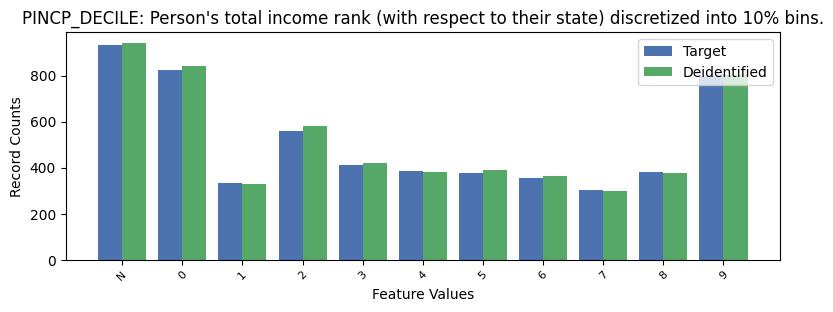 PINCP_DECILE: Person's total income rank (with respect to their state) discretized into 10% bins.
Target
Deidentified
Record Counts
800
600
400
200
0
N 0 1 2 3 4 5 6 7 8 9
Feature Values